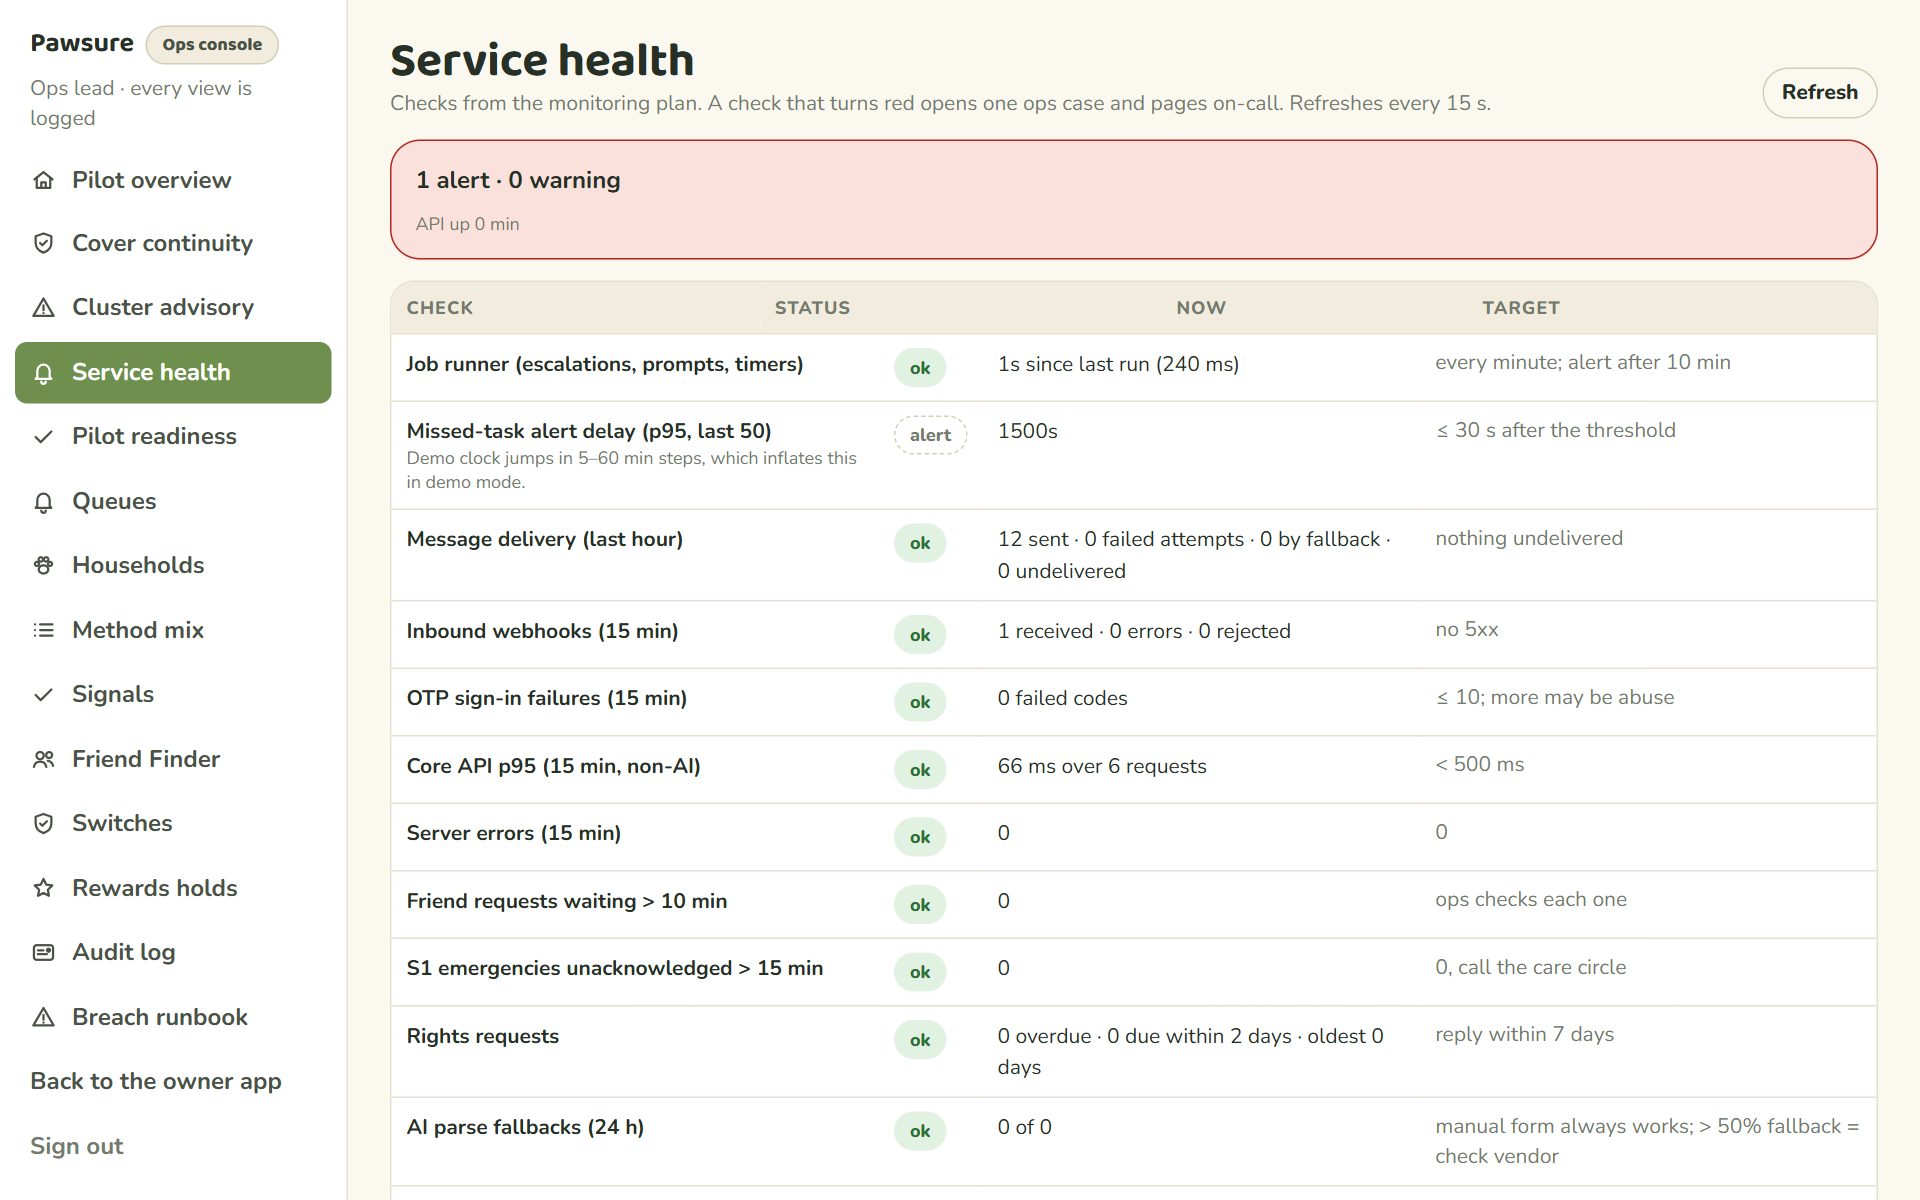 Pawsure
Ops console
Ops lead · every view is
logged
Pilot overview
Cover continuity
Cluster advisory
Service health
Pilot readiness
Queues
Households
Method mix
Signals
Friend Finder
Switches
Rewards holds
Audit log
Breach runbook
Back to the owner app
Sign out
Service health
Checks from the monitoring plan. A check that turns red opens one ops case and pages on-call. Refreshes every 15 s.
Refresh
1 alert · 0 warning
API up 0 min
CHECK STATUS NOW TARGET
Job runner (escalations, prompts, timers) ok 1s since last run (240 ms) every minute; alert after 10 min
Missed-task alert delay (p95, last 50) alert 1500s ≤ 30 s after the threshold
Demo clock jumps in 5–60 min steps, which inflates this
in demo mode.
Message delivery (last hour) ok 12 sent · 0 failed attempts · 0 by fallback · nothing undelivered
0 undelivered
Inbound webhooks (15 min) ok 1 received · 0 errors · 0 rejected no 5xx
OTP sign-in failures (15 min) ok 0 failed codes ≤ 10; more may be abuse
Core API p95 (15 min, non-AI) ok 66 ms over 6 requests < 500 ms
Server errors (15 min) ok 0 0
Friend requests waiting > 10 min ok 0 ops checks each one
S1 emergencies unacknowledged > 15 min ok 0 0, call the care circle
Rights requests ok 0 overdue · 0 due within 2 days · oldest 0 reply within 7 days
days
AI parse fallbacks (24 h) ok 0 of 0 manual form always works; > 50% fallback =
check vendor